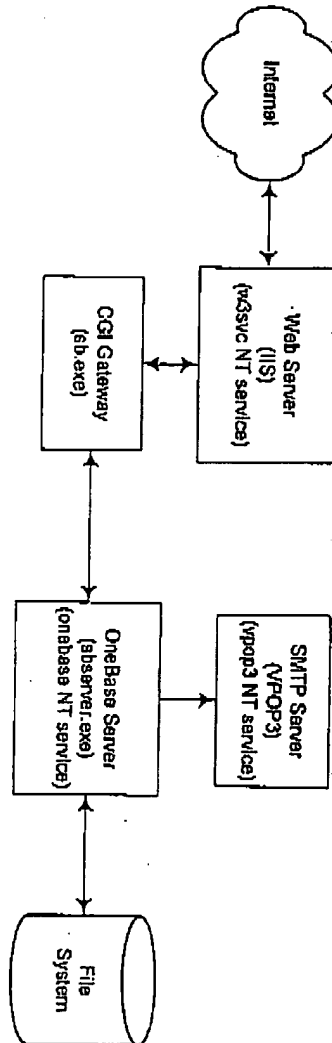 Internet
Web Server
(IIS)
(w3svc NT service)
CGI Gateway
(sb.exe)
SMTP Server
(VPOP3)
(vpop3 NT service)
OneBase Server
(sbserver.exe)
(onebase NT service)
File
System